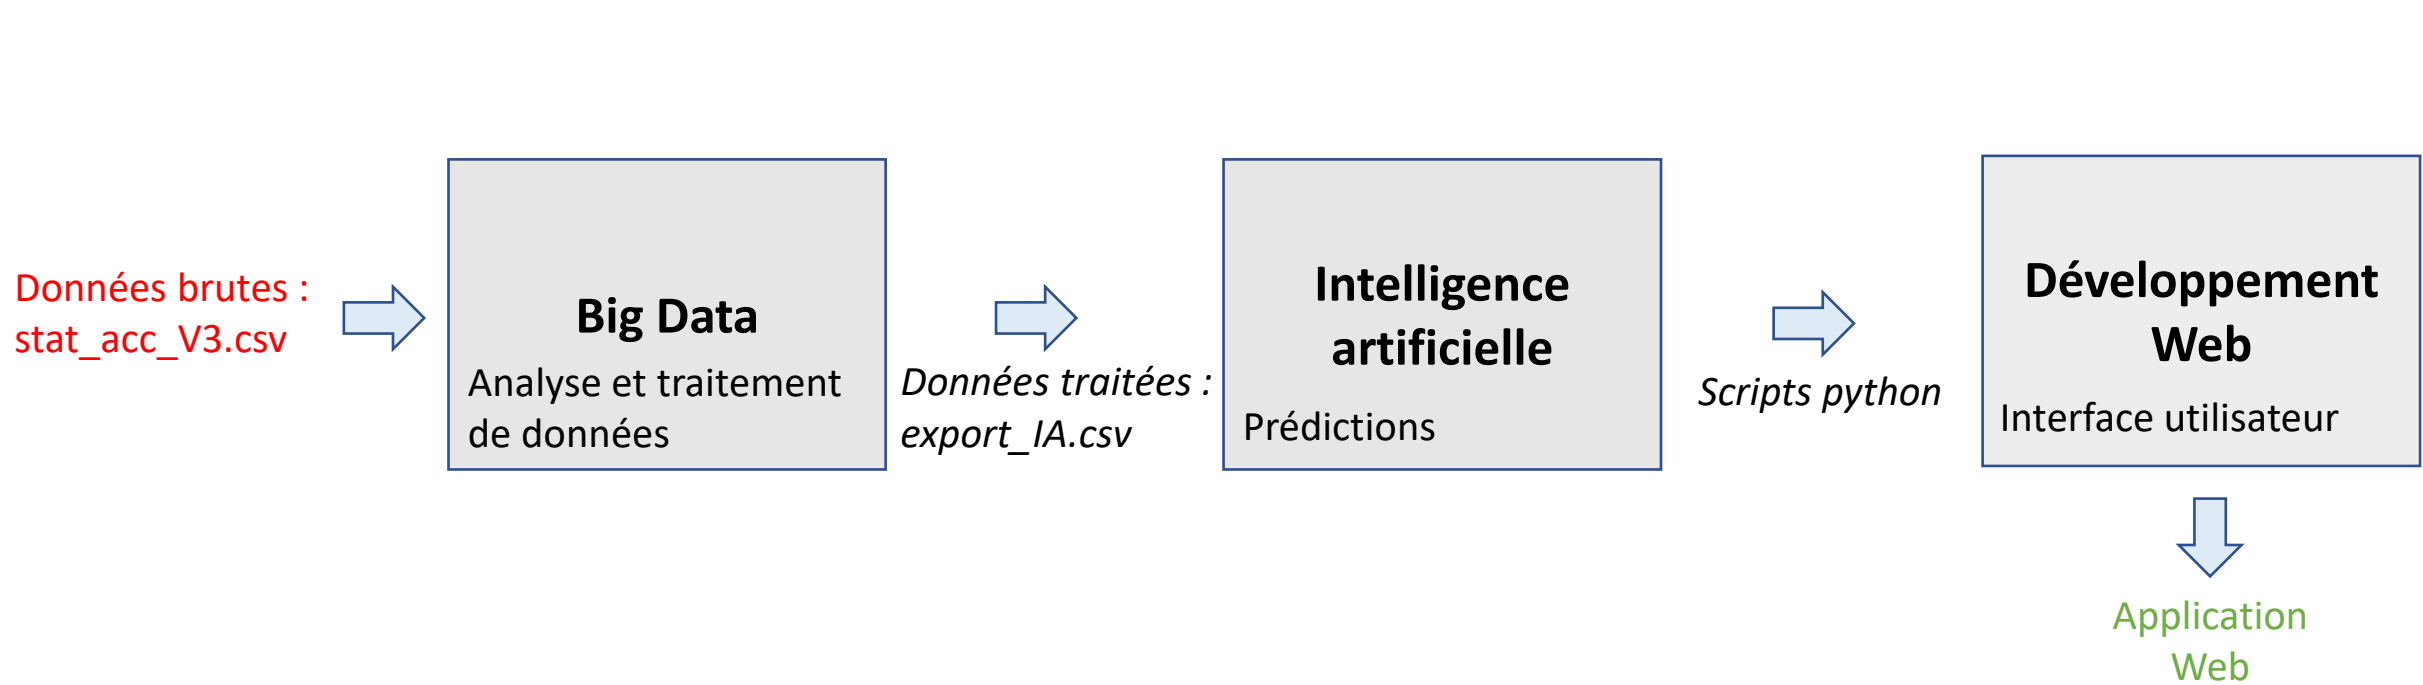 Données brutes :
stat_acc_V3.csv
Big Data
Analyse et traitement
de données
Données traitées :
export_IA.csv
Intelligence
artificielle
Prédictions
Scripts python
Développement
Web
Interface utilisateur
Application
Web